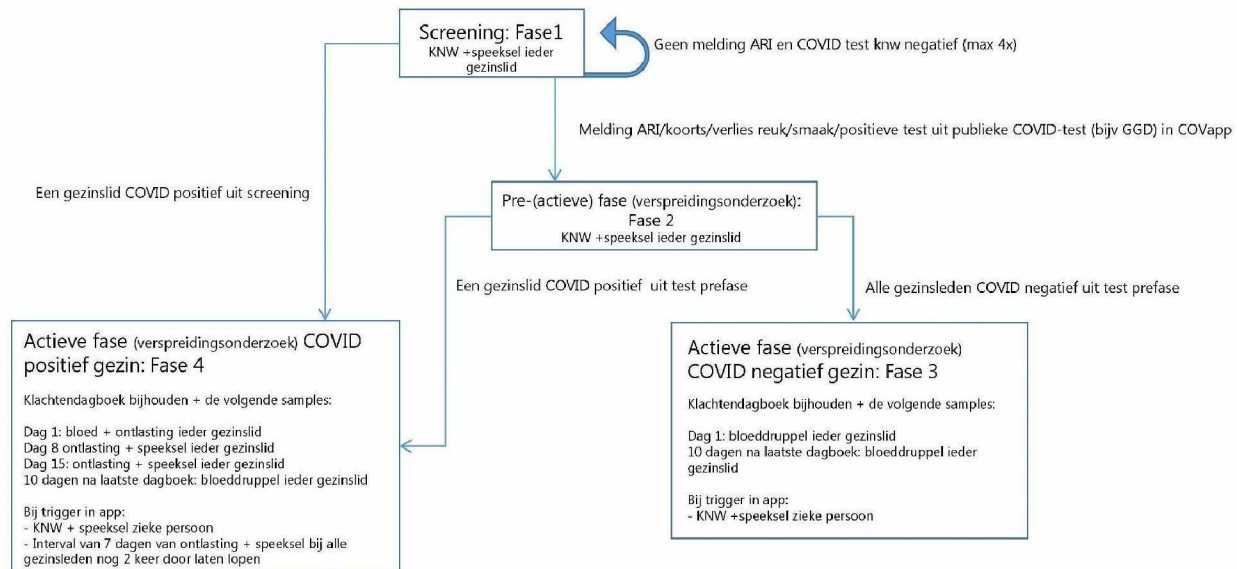 Screening: Fase1
KNW +speeksel ieder
gezinslid
Geen melding ARI en COVID test knw negatief (max 4x)
Melding ARI/koorts/verlies reuk/smaak/positieve test uit publieke COVID-test (bijv GGD) in COVapp
Een gezinslid COVID positief uit screening
Pre-(actieve) fase (verspreidingsonderzoek):
Fase 2
KNW +speeksel ieder gezinslid
Een gezinslid COVID positief uit test prefase
Alle gezinsleden COVID negatief uit test prefase
Actieve fase (verspreidingsonderzoek) COVID
positief gezin: Fase 4
Klachtendagboek bijhouden + de volgende samples:
Dag 1: bloed + ontlasting ieder gezinslid
Dag 8 ontlasting + speeksel ieder gezinslid
Dag 15: ontlasting + speeksel ieder gezinslid
10 dagen na laatste dagboek: bloeddruppel ieder gezinslid
Bij trigger in app:
- KNW + speeksel zieke persoon
- Interval van 7 dagen van ontlasting + speeksel bij alle
gezinsleden nog 2 keer door laten lopen
Actieve fase (verspreidingsonderzoek)
COVID negatief gezin: Fase 3
Klachtendagboek bijhouden + de volgende samples:
Dag 1: bloeddruppel ieder gezinslid
10 dagen na laatste dagboek: bloeddruppel ieder
gezinslid
Bij trigger in app:
- KNW +speeksel zieke persoon